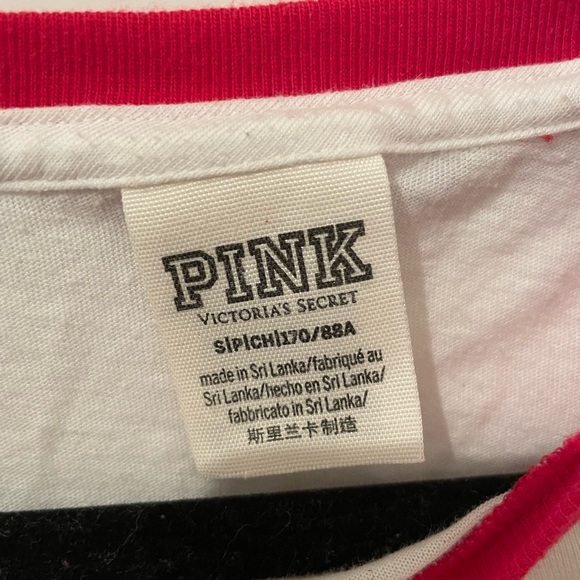 PINK
VICTORIA'S SECRET
S|P|CH|170/88A
made in Sri Lanka/fabriqué au
Sri Lanka/hecho en Sri Lanka/
fabbricato in Sri Lanka/
斯里兰卡制造